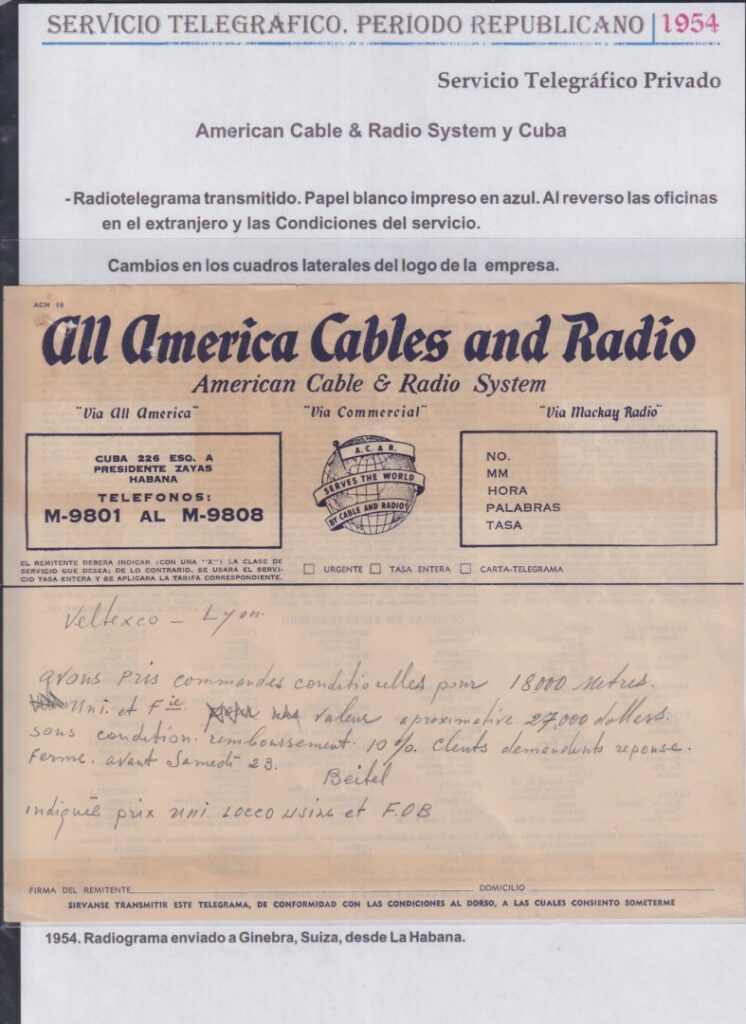 SERVICIO TELEGRÁFICO. PERÍODO REPUBLICANO 1954
Servicio Telegráfico Privado
American Cable & Radio System y Cuba
- Radiotelegrama transmitido. Papel blanco impreso en azul. Al reverso las oficinas
en el extranjero y las Condiciones del servicio.
Cambios en los cuadros laterales del logo de la empresa.
ACM 15
All America Cables and Radio
American Cable & Radio System
"Via All America" "Via Commercial" "Via Mackay Radio"
CUBA 226 ESQ. A
PRESIDENTE ZAYAS
HABANA
TELEFONOS:
M-9801 AL M-9808
A. C. & R.
SERVES THE WORLD
BY CABLE AND RADIO
NO.
MM
HORA
PALABRAS
TASA
EL REMITENTE DEBERA INDICAR (CON UNA "X") LA CLASE DE
SERVICIO QUE DESEA; DE LO CONTRARIO, SE USARA EL SERVI-
CIO TASA ENTERA Y SE APLICARA LA TARIFA CORRESPONDIENTE.
URGENTE TASA ENTERA CARTA-TELEGRAMA
Veltexco - Lyon.
avons pris commandes conditionelles pour 18000 metres.
Uni. et Fie valeur aproximative 27,000 dollars.
sous condition. remboussement. 10%. Clents demandents reponse.
Ferme. avant Samedi 23.
Beitel
indiqueé prix uni LOCCO usine et F.OB
FIRMA DEL REMITENTE DOMICILIO
SIRVANSE TRANSMITIR ESTE TELEGRAMA, DE CONFORMIDAD CON LAS CONDICIONES AL DORSO, A LAS CUALES CONSIENTO SOMETERME
1954. Radiograma enviado a Ginebra, Suiza, desde La Habana.